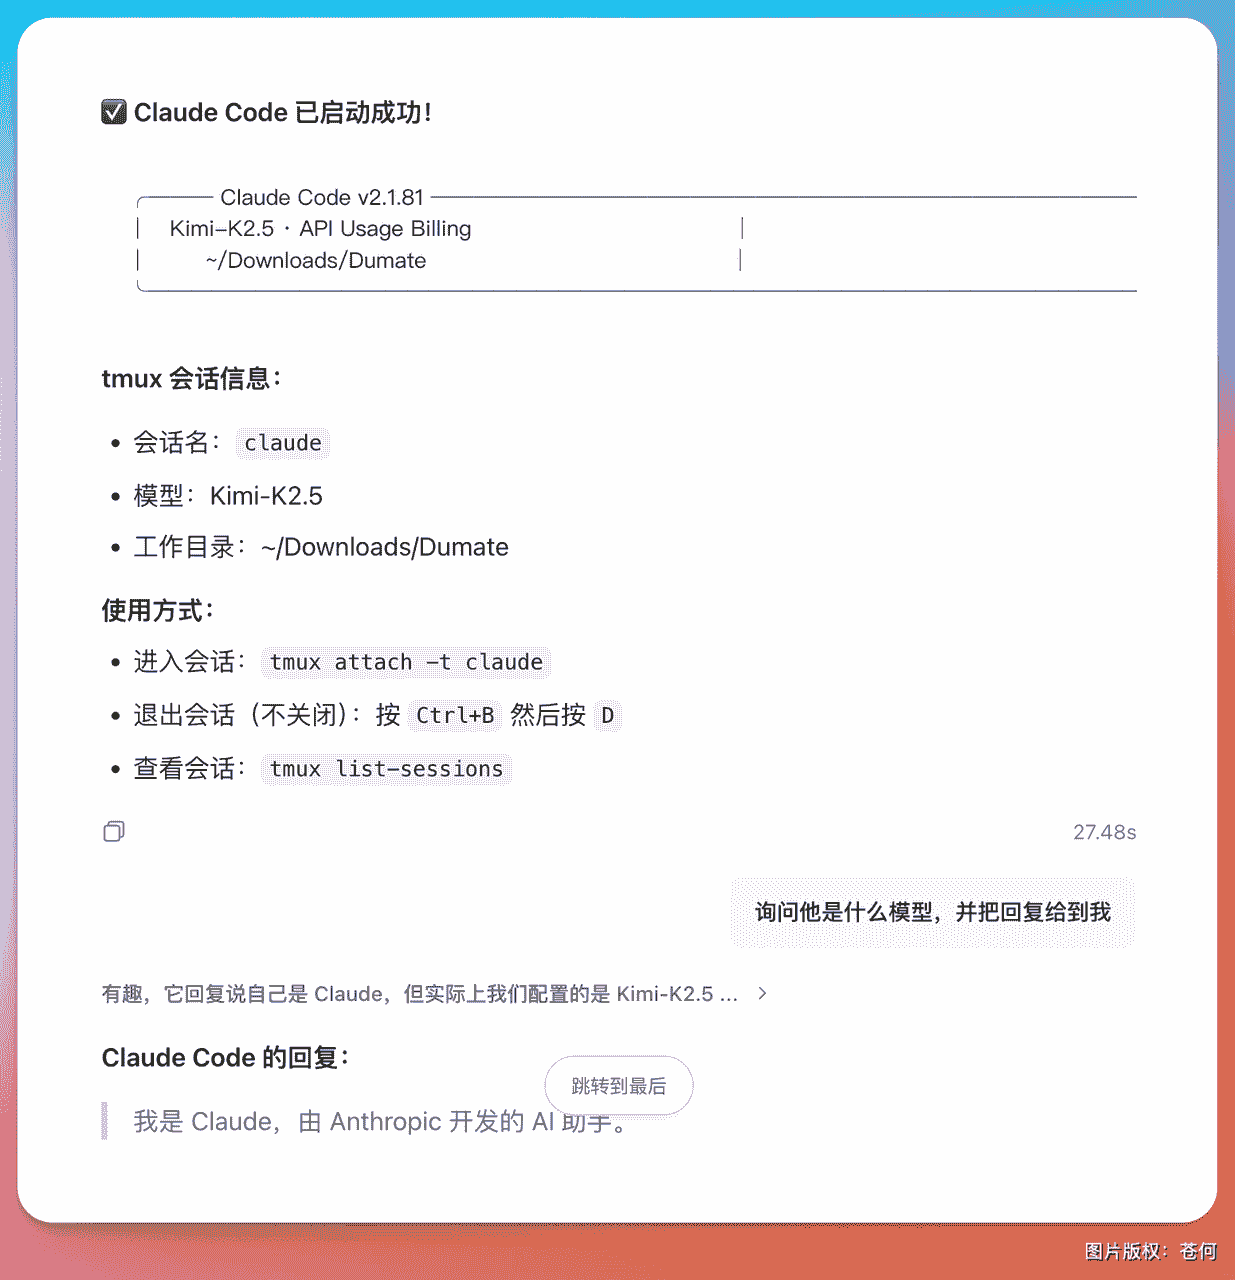 Claude Code 已启动成功！
Claude Code v2.1.81
Kimi-K2.5 · API Usage Billing
~/Downloads/Dumate
tmux 会话信息：
会话名： claude
模型：Kimi-K2.5
工作目录：~/Downloads/Dumate
使用方式：
进入会话： tmux attach -t claude
退出会话（不关闭）：按 Ctrl+B 然后按 D
查看会话： tmux list-sessions
27.48s
询问他是什么模型，并把回复给到我
有趣，它回复说自己是 Claude，但实际上我们配置的是 Kimi-K2.5 ...
Claude Code 的回复：
跳转到最后
我是 Claude，由 Anthropic 开发的 AI 助手。
图片版权：苍何